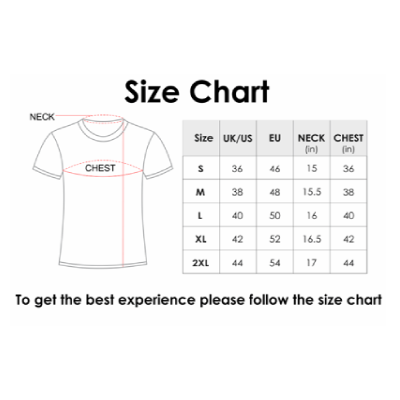 Size Chart
NECK
CHEST
Size UK/US EU NECK (in) CHEST (in)
S 36 46 15 36
M 38 48 15.5 38
L 40 50 16 40
XL 42 52 16.5 42
2XL 44 54 17 44
To get the best experience please follow the size chart